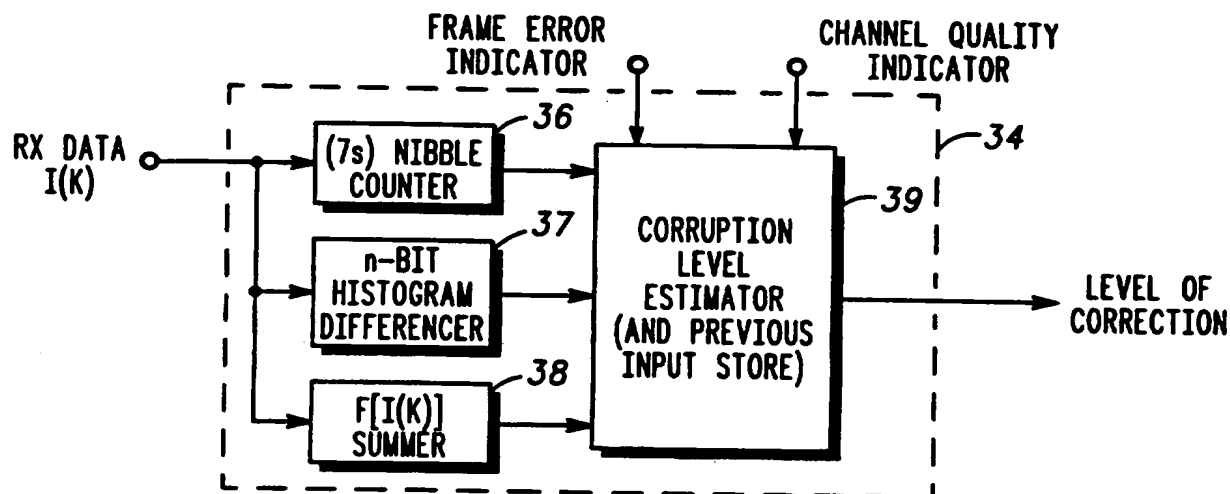 FRAME ERROR
INDICATOR
CHANNEL QUALITY
INDICATOR
RX DATA
I(K)
(7s) NIBBLE
COUNTER
36
n-BIT
HISTOGRAM
DIFFERENCER
37
F[I(K)]
SUMMER
38
CORRUPTION
LEVEL
ESTIMATOR
(AND PREVIOUS
INPUT STORE)
39
34
LEVEL OF
CORRECTION